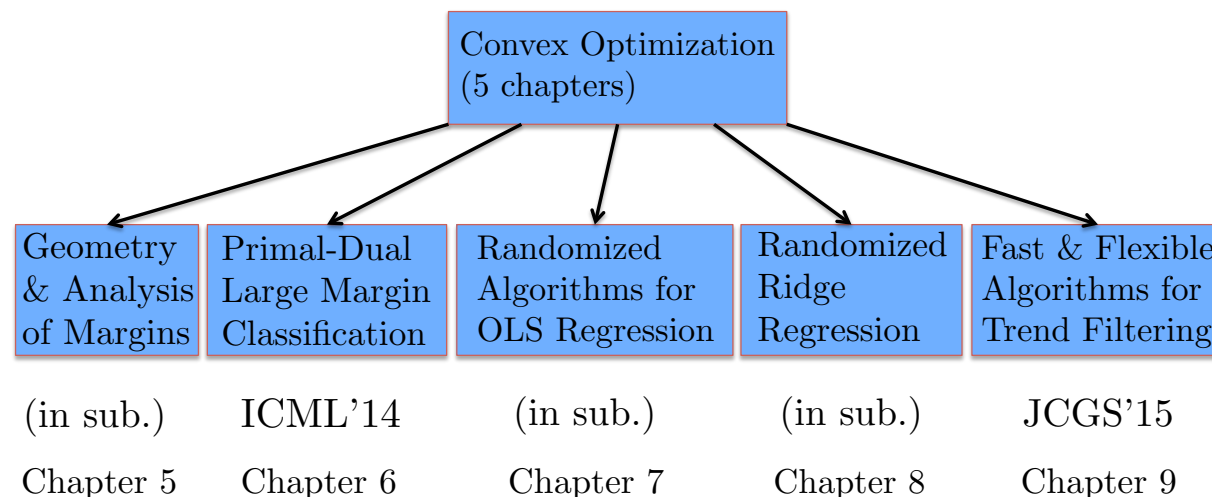 Convex Optimization
(5 chapters)
Geometry
& Analysis
of Margins
Primal-Dual
Large Margin
Classification
Randomized
Algorithms for
OLS Regression
Randomized
Ridge
Regression
Fast & Flexible
Algorithms for
Trend Filtering
(in sub.)
ICML'14
(in sub.)
(in sub.)
JCGS'15
Chapter 5
Chapter 6
Chapter 7
Chapter 8
Chapter 9